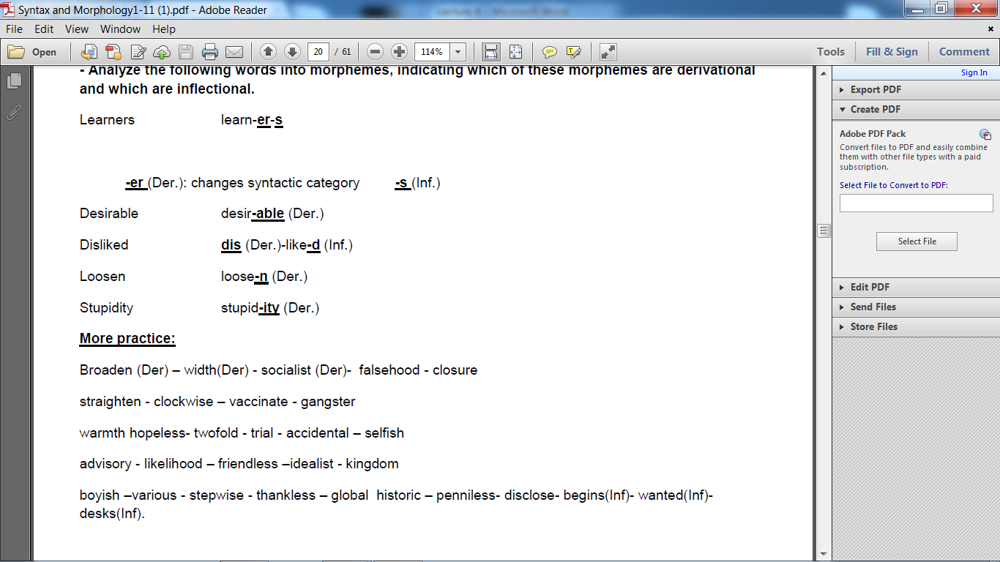 Syntax and Morphology1-11 (1).pdf - Adobe Reader
Lecture 4 - Microsoft Word
File Edit View Window Help
Open 20 / 61 114% Tools Fill & Sign Comment
Sign In
- Analyze the following words into morphemes, indicating which of these morphemes are derivational
and which are inflectional.
Learners learn-er-s
-er (Der.): changes syntactic category -s (Inf.)
Desirable desir-able (Der.)
Disliked dis (Der.)-like-d (Inf.)
Loosen loose-n (Der.)
Stupidity stupid-ity (Der.)
More practice:
Broaden (Der) – width(Der) - socialist (Der)- falsehood - closure
straighten - clockwise – vaccinate - gangster
warmth hopeless- twofold - trial - accidental – selfish
advisory - likelihood – friendless –idealist - kingdom
boyish –various - stepwise - thankless – global historic – penniless- disclose- begins(Inf)- wanted(Inf)-
desks(Inf).
Export PDF
Create PDF
Adobe PDF Pack
Convert files to PDF and easily combine
them with other file types with a paid
subscription.
Select File to Convert to PDF:
Select File
Edit PDF
Send Files
Store Files